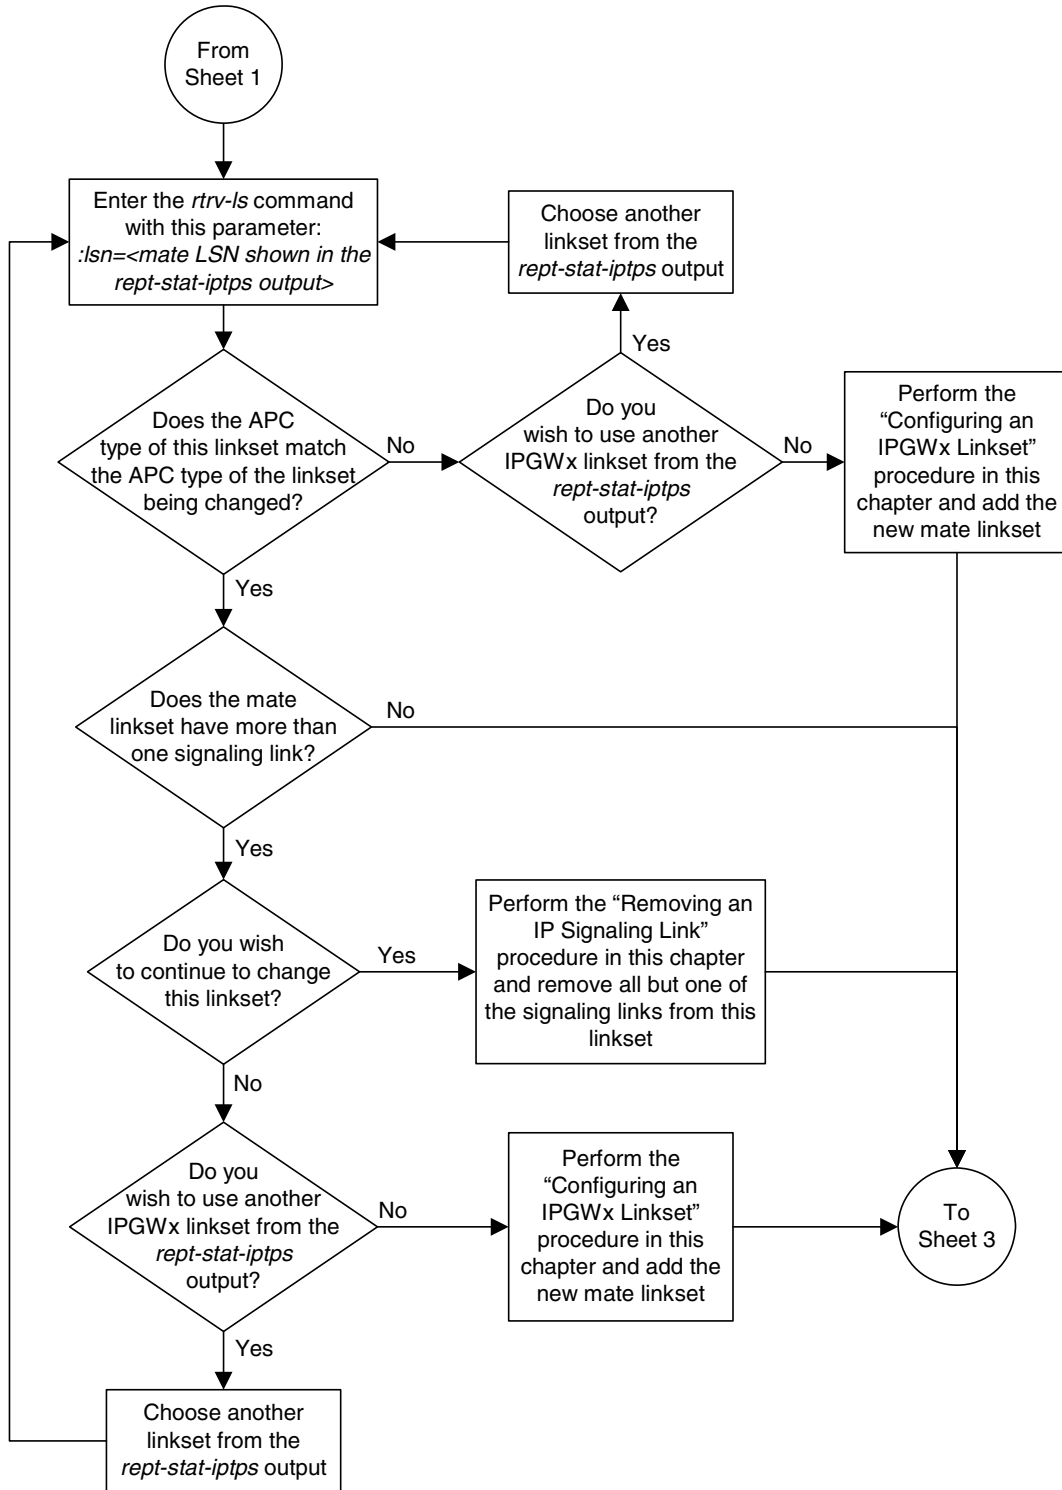 From
Sheet 1
Enter the rtrv-ls command
with this parameter:
:lsn=<mate LSN shown in the
rept-stat-iptps output>
Choose another
linkset from the
rept-stat-iptps output
Yes
Does the APC
type of this linkset match
the APC type of the linkset
being changed?
No
Do you
wish to use another
IPGWx linkset from the
rept-stat-iptps
output?
No
Perform the
“Configuring an
IPGWx Linkset”
procedure in this
chapter and add the
new mate linkset
Yes
Does the mate
linkset have more than
one signaling link?
No
Yes
Do you wish
to continue to change
this linkset?
Yes
Perform the “Removing an
IP Signaling Link”
procedure in this chapter
and remove all but one of
the signaling links from this
linkset
No
Do you
wish to use another
IPGWx linkset from the
rept-stat-iptps
output?
No
Perform the
“Configuring an
IPGWx Linkset”
procedure in this
chapter and add the
new mate linkset
To
Sheet 3
Yes
Choose another
linkset from the
rept-stat-iptps output